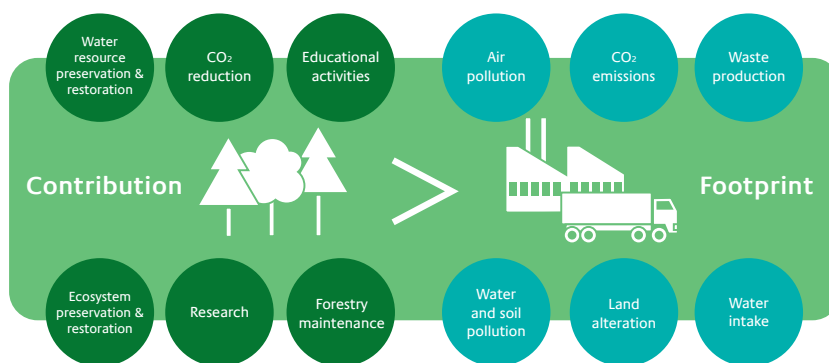 Water
resource
preservation &
restoration
CO₂
reduction
Educational
activities
Air
pollution
CO₂
emissions
Waste
production
Contribution
>
Footprint
Ecosystem
preservation &
restoration
Research
Forestry
maintenance
Water
and soil
pollution
Land
alteration
Water
intake